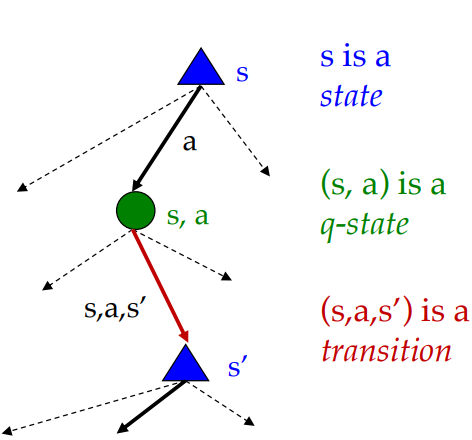 s
s is a
state
a
(s, a) is a
q-state
s, a
s,a,s’
(s,a,s’) is a
transition
s’